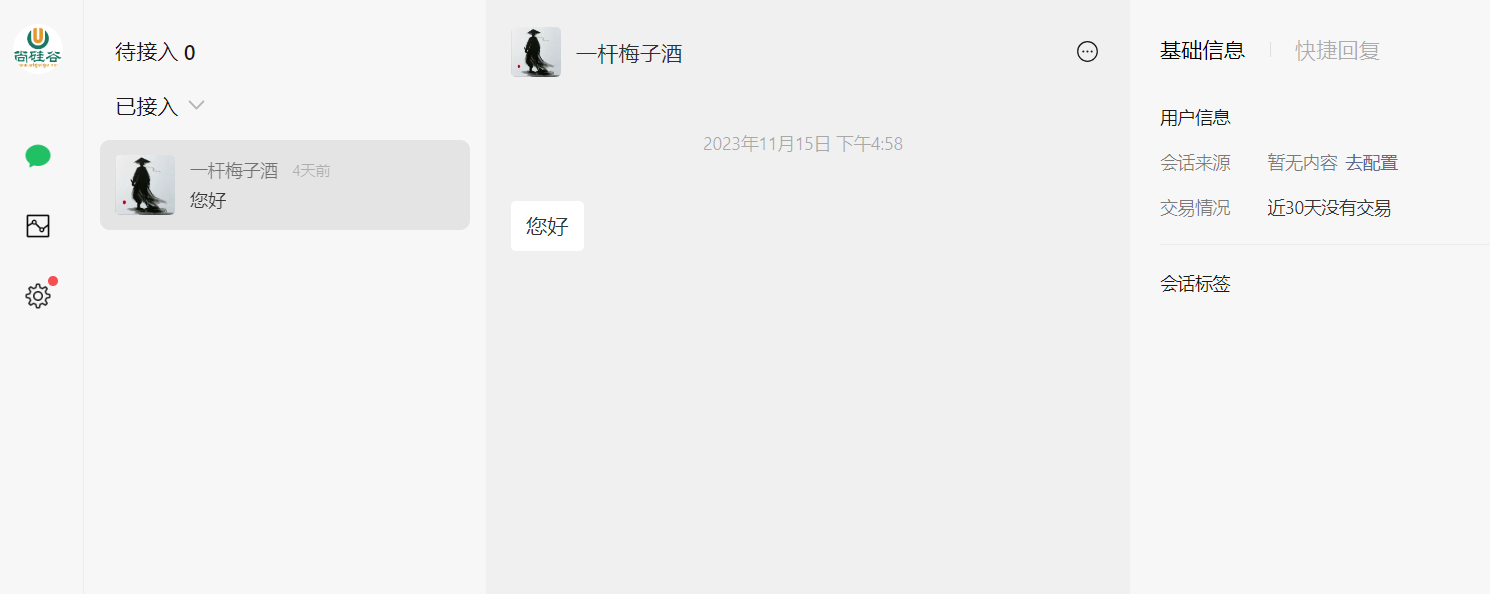 尚硅谷
待接入 0
已接入
一杆梅子酒 4天前
您好
一杆梅子酒
2023年11月15日 下午4:58
您好
基础信息 快捷回复
用户信息
会话来源 暂无内容 去配置
交易情况 近30天没有交易
会话标签